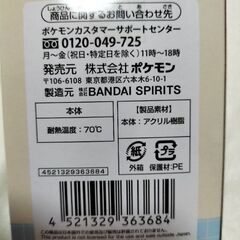 商品に関するお問い合わせ先
ポケモンカスタマーサポートセンター
0120-049-725
月~金(祝日・特定日を除く)11時~18時
発売元 株式会社ポケモン
〒106-6108 東京都港区六本木6-10-1
製造元 株式会社BANDAI SPIRITS
本体
耐熱温度:70℃
【製品素材】
本体:アクリル樹脂
4521329363684
紙
外箱
プラ
保護材:PE
4 521329 363684